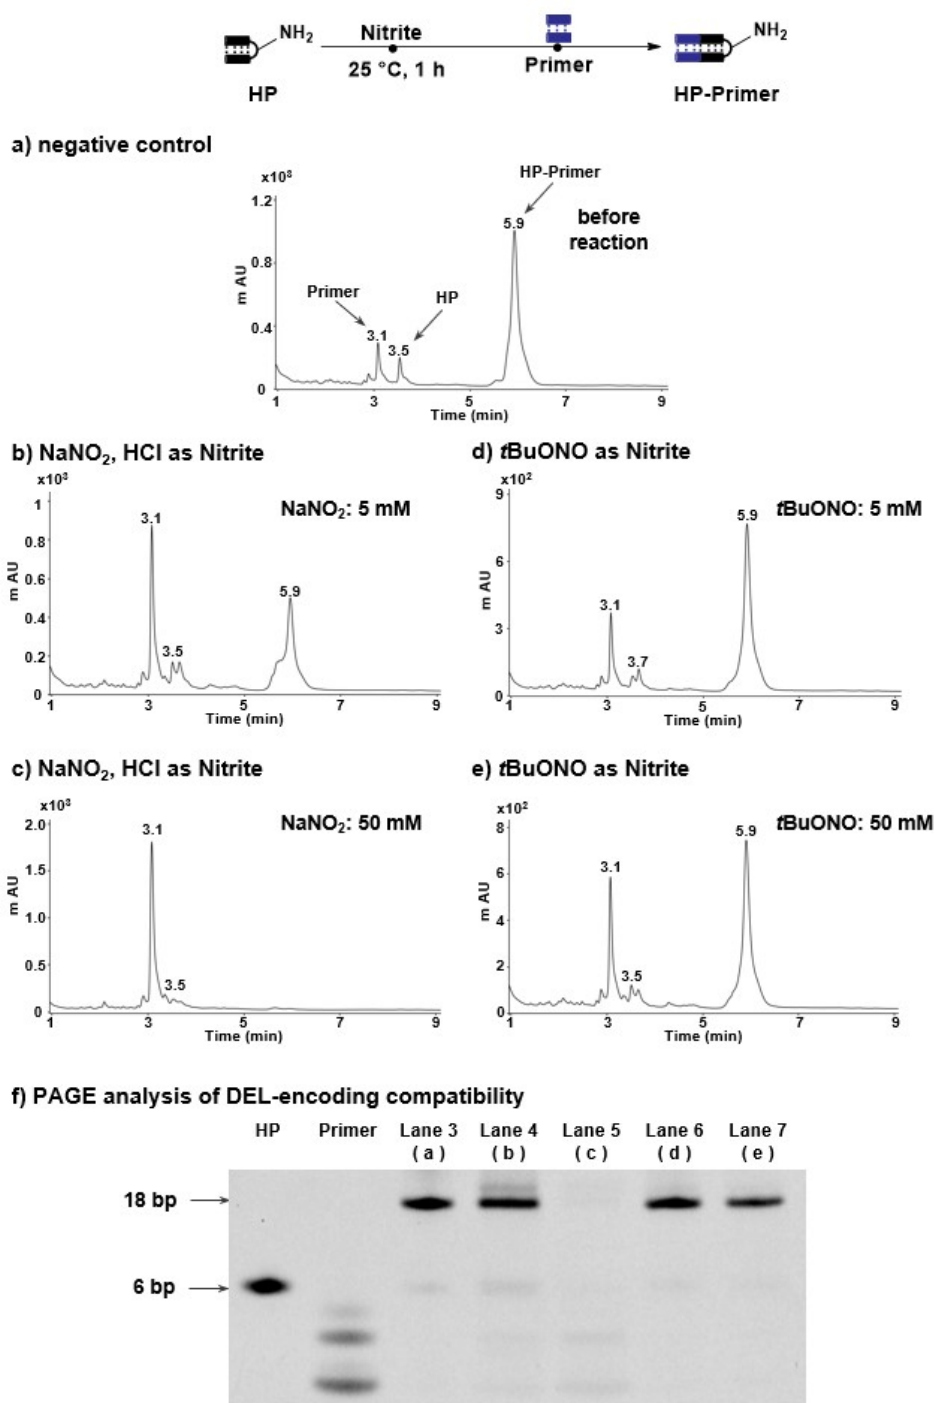 NH2
Nitrite
25 °C, 1 h
Primer
NH2
HP
HP-Primer
a) negative control
x10³
HP-Primer
1.2
5.9
before
reaction
0.8
m AU
Primer
HP
0.4
3.1
3.5
0
1 3 5 7 9
Time (min)
b) NaNO₂, HCl as Nitrite
x10³
NaNO₂: 5 mM
1
3.1
0.8
m AU
0.6
5.9
0.4
3.5
0.2
0
1 3 5 7 9
Time (min)
d) tBuONO as Nitrite
x10²
9
tBuONO: 5 mM
5.9
6
m AU
3.1
3
3.7
0
1 3 5 7 9
Time (min)
c) NaNO₂, HCl as Nitrite
x10³
NaNO₂: 50 mM
2.0
3.1
1.5
m AU
1.0
0.5
3.5
0
1 3 5 7 9
Time (min)
e) tBuONO as Nitrite
x10²
tBuONO: 50 mM
8
5.9
3.1
6
m AU
4
2
3.5
0
1 3 5 7 9
Time (min)
f) PAGE analysis of DEL-encoding compatibility
HP Primer Lane 3 Lane 4 Lane 5 Lane 6 Lane 7
( a ) ( b ) ( c ) ( d ) ( e )
18 bp
6 bp